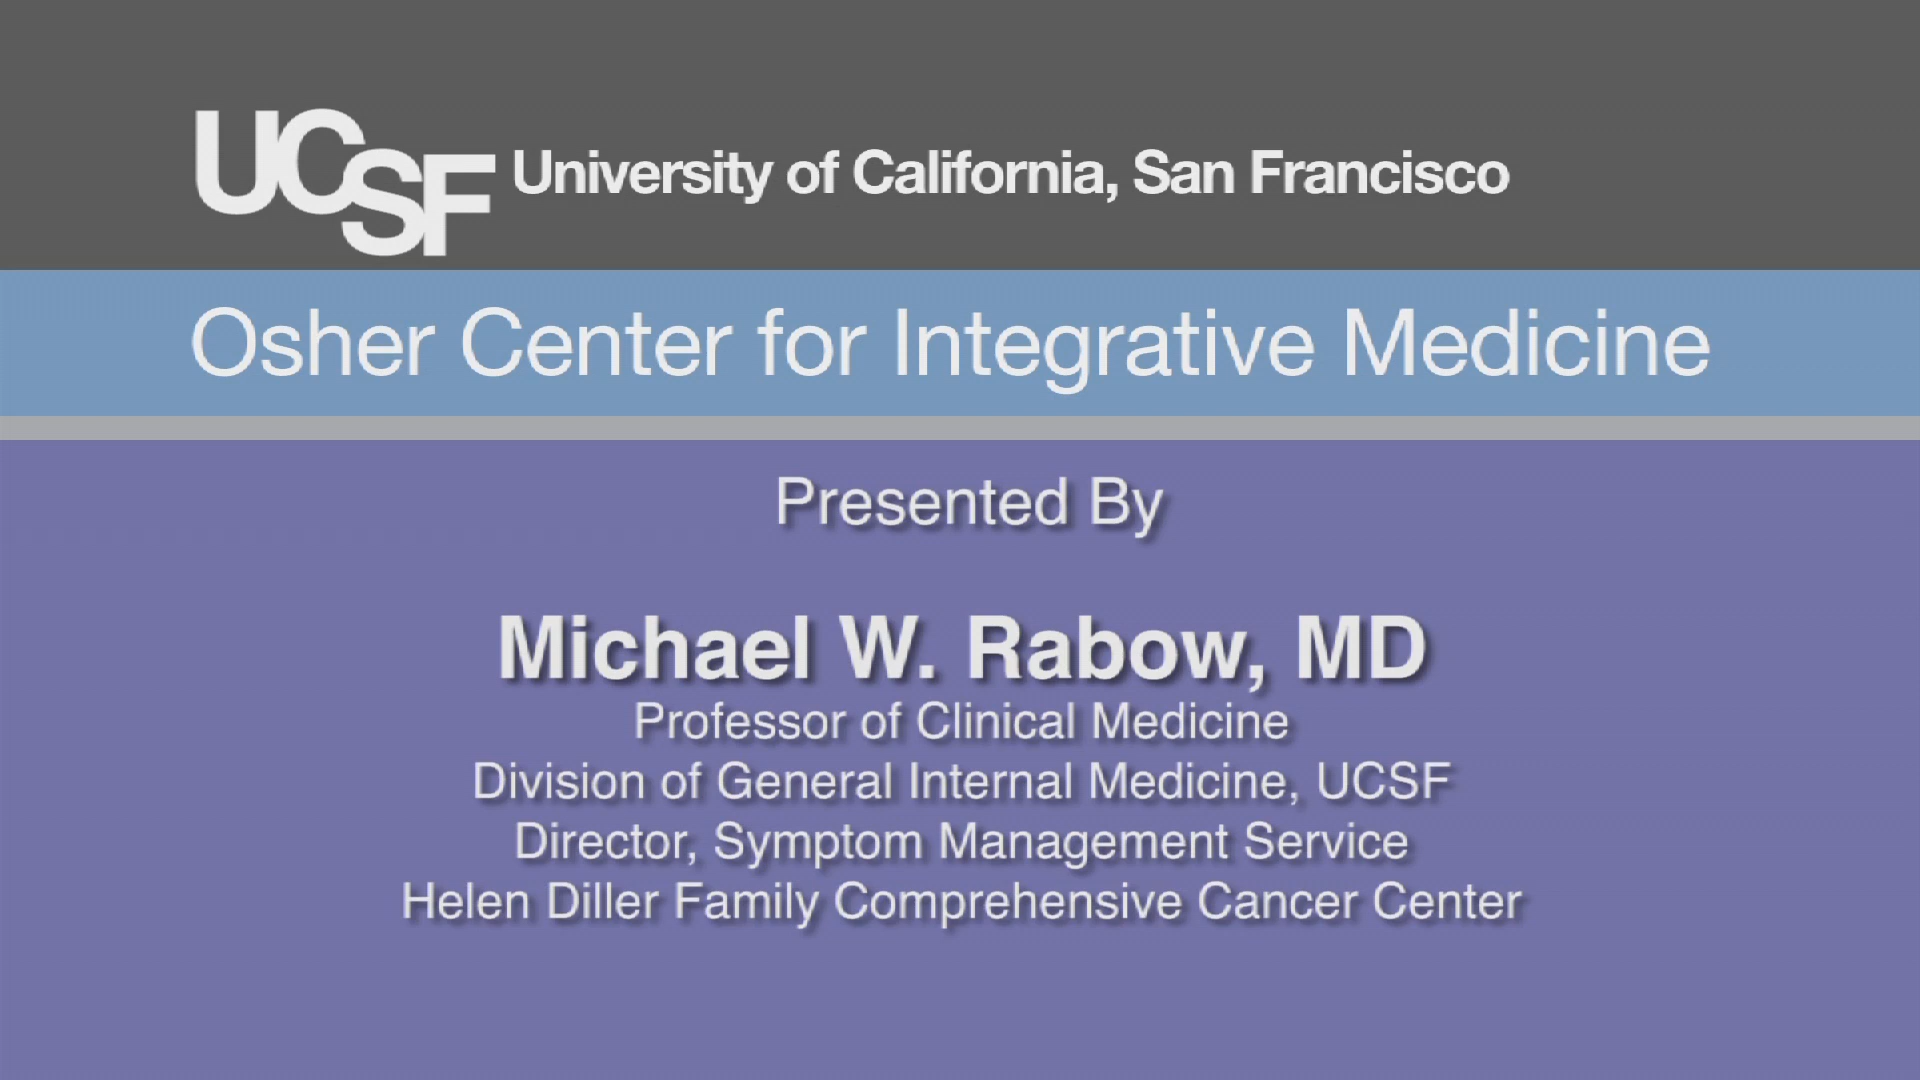 UCSF University of California, San Francisco
Osher Center for Integrative Medicine
Presented By
Michael W. Rabow, MD
Professor of Clinical Medicine
Division of General Internal Medicine, UCSF
Director, Symptom Management Service
Helen Diller Family Comprehensive Cancer Center